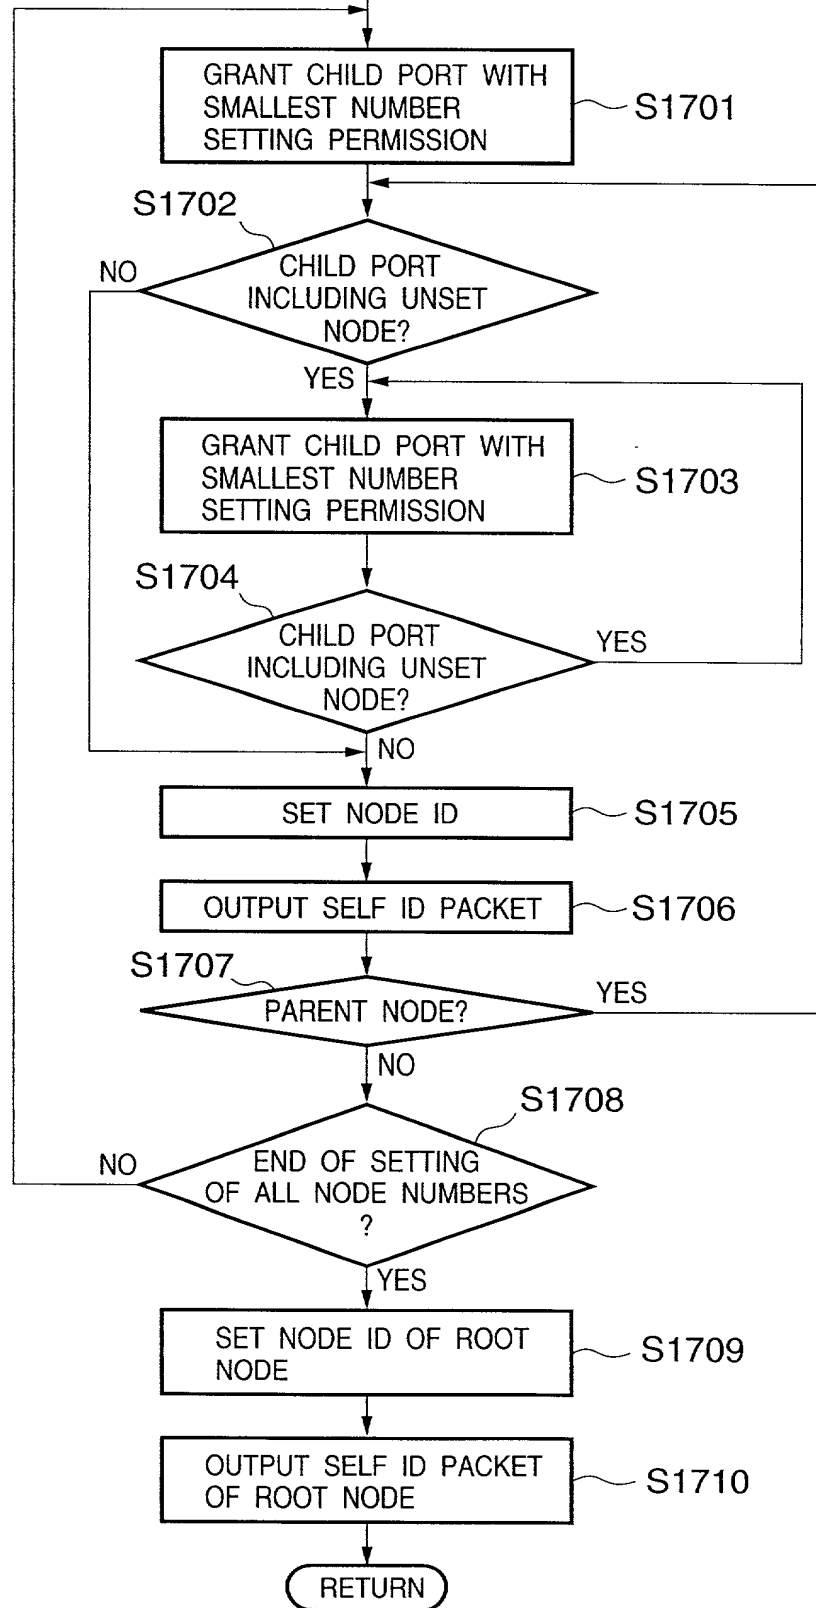 GRANT CHILD PORT WITH
SMALLEST NUMBER
SETTING PERMISSION
S1701
S1702
NO
CHILD PORT
INCLUDING UNSET
NODE?
YES
GRANT CHILD PORT WITH
SMALLEST NUMBER
SETTING PERMISSION
S1703
S1704
CHILD PORT
INCLUDING UNSET
NODE?
YES
NO
SET NODE ID
S1705
OUTPUT SELF ID PACKET
S1706
S1707
PARENT NODE?
YES
NO
S1708
NO
END OF SETTING
OF ALL NODE NUMBERS
?
YES
SET NODE ID OF ROOT
NODE
S1709
OUTPUT SELF ID PACKET
OF ROOT NODE
S1710
RETURN